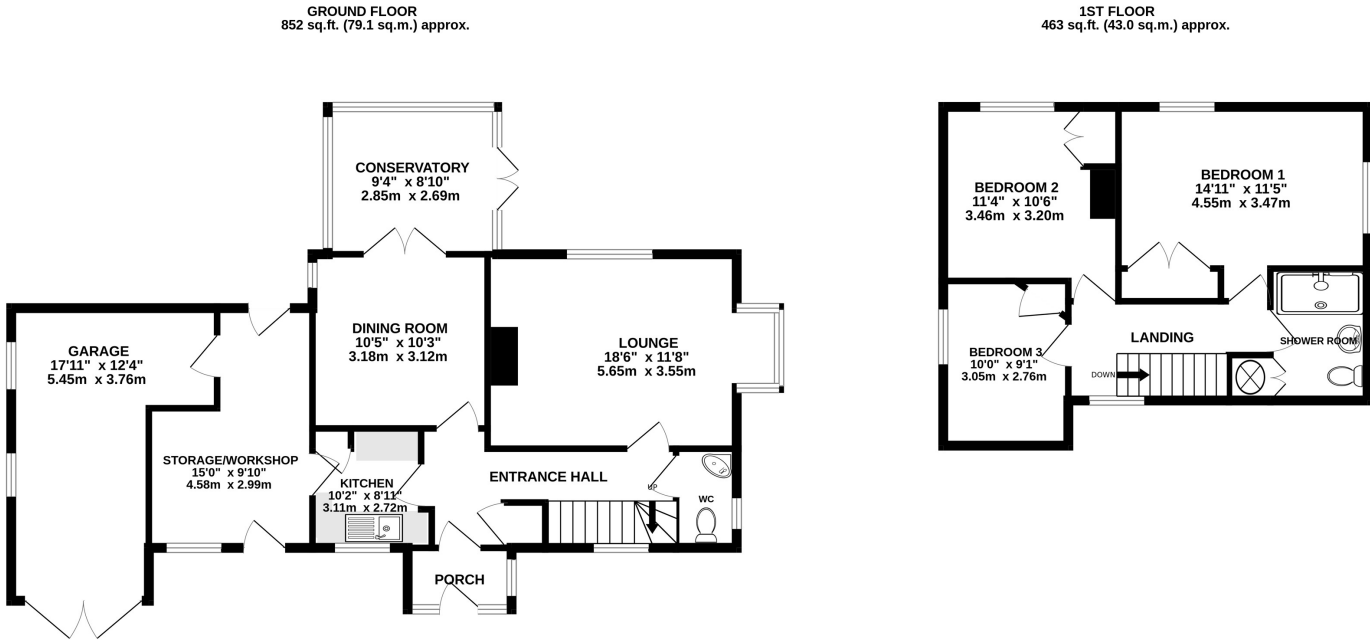 GROUND FLOOR
852 sq.ft. (79.1 sq.m.) approx.
1ST FLOOR
463 sq.ft. (43.0 sq.m.) approx.
CONSERVATORY
9'4" x 8'10"
2.85m x 2.69m
DINING ROOM
10'5" x 10'3"
3.18m x 3.12m
LOUNGE
18'6" x 11'8"
5.65m x 3.55m
GARAGE
17'11" x 12'4"
5.45m x 3.76m
STORAGE/WORKSHOP
15'0" x 9'10"
4.58m x 2.99m
KITCHEN
10'2" x 8'11"
3.11m x 2.72m
ENTRANCE HALL
UP
WC
PORCH
BEDROOM 2
11'4" x 10'6"
3.46m x 3.20m
BEDROOM 1
14'11" x 11'5"
4.55m x 3.47m
BEDROOM 3
10'0" x 9'1"
3.05m x 2.76m
LANDING
DOWN
SHOWER ROOM